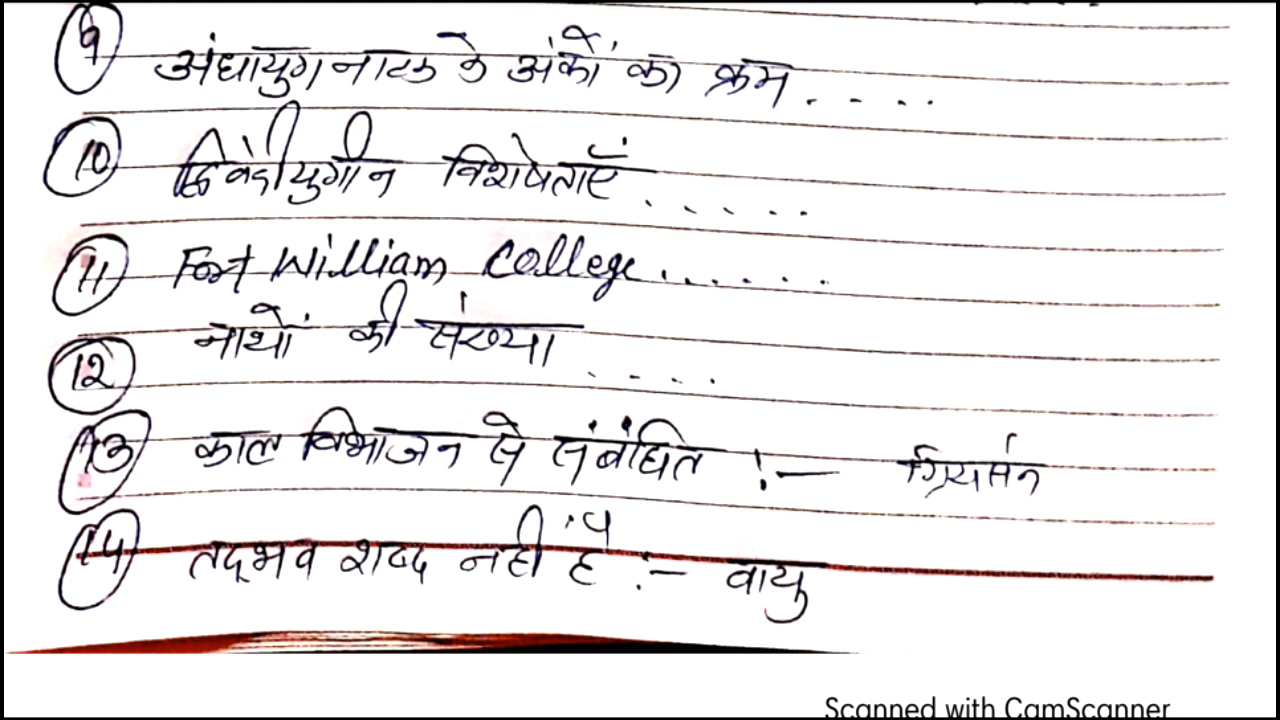 9 अंधायुग नाटक के अंकों का क्रम.....
10 द्विवेदीयुगीन विशेषताएँ.....
11 Fort William College......
12 नाथों की संख्या....
13 काल विभाजन से संबंधित :- ग्रियर्सन
14 तद्भव शब्द नहीं है :- वायु
Scanned with CamScanner